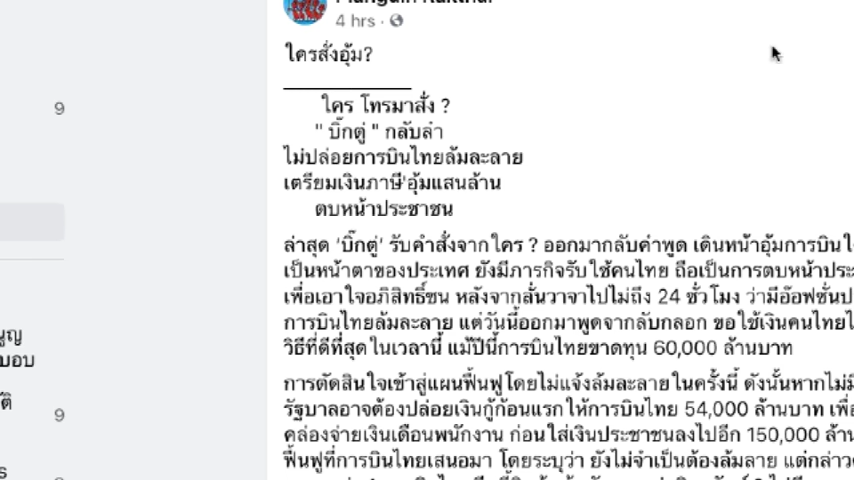 4 hrs
ใครสั่งอุ้ม?
9
ใคร โทรมาสั่ง ?
" บิ๊กตู่ " กลับลำ
ไม่ปล่อยการบินไทยล้มละลาย
เตรียมเงินภาษีอุ้มแสนล้าน
ตบหน้าประชาชน
ล่าสุด 'บิ๊กตู่' รับคำสั่งจากใคร ? ออกมากลับคำพูด เดินหน้าอุ้มการบินไ
เป็นหน้าตาของประเทศ ยังมีภารกิจรับใช้คนไทย ถือเป็นการตบหน้าประ
เพื่อเอาใจอภิสิทธิ์ชน หลังจากลั่นวาจาไปไม่ถึง 24 ชั่วโมง ว่ามีอ๊อฟชั่นป
การบินไทยล้มละลาย แต่วันนี้ออกมาพูดจากลับกลอก ขอใช้เงินคนไทยไ
วิธีที่ดีที่สุดในเวลานี้ แม้ปีนี้การบินไทยขาดทุน 60,000 ล้านบาท
บอบ
การตัดสินใจเข้าสู่แผนฟื้นฟูโดยไม่แจ้งล้มละลายในครั้งนี้ ดังนั้นหากไม่มี
ติ
9
รัฐบาลอาจต้องปล่อยเงินกู้ก้อนแรกให้การบินไทย 54,000 ล้านบาท เพื่
คล่องจ่ายเงินเดือนพนักงาน ก่อนใส่เงินประชาชนลงไปอีก 150,000 ล้าน
ฟื้นฟูที่การบินไทยเสนอมา โดยระบุว่า ยังไม่จำเป็นต้องล้มลาย แต่กล่าว